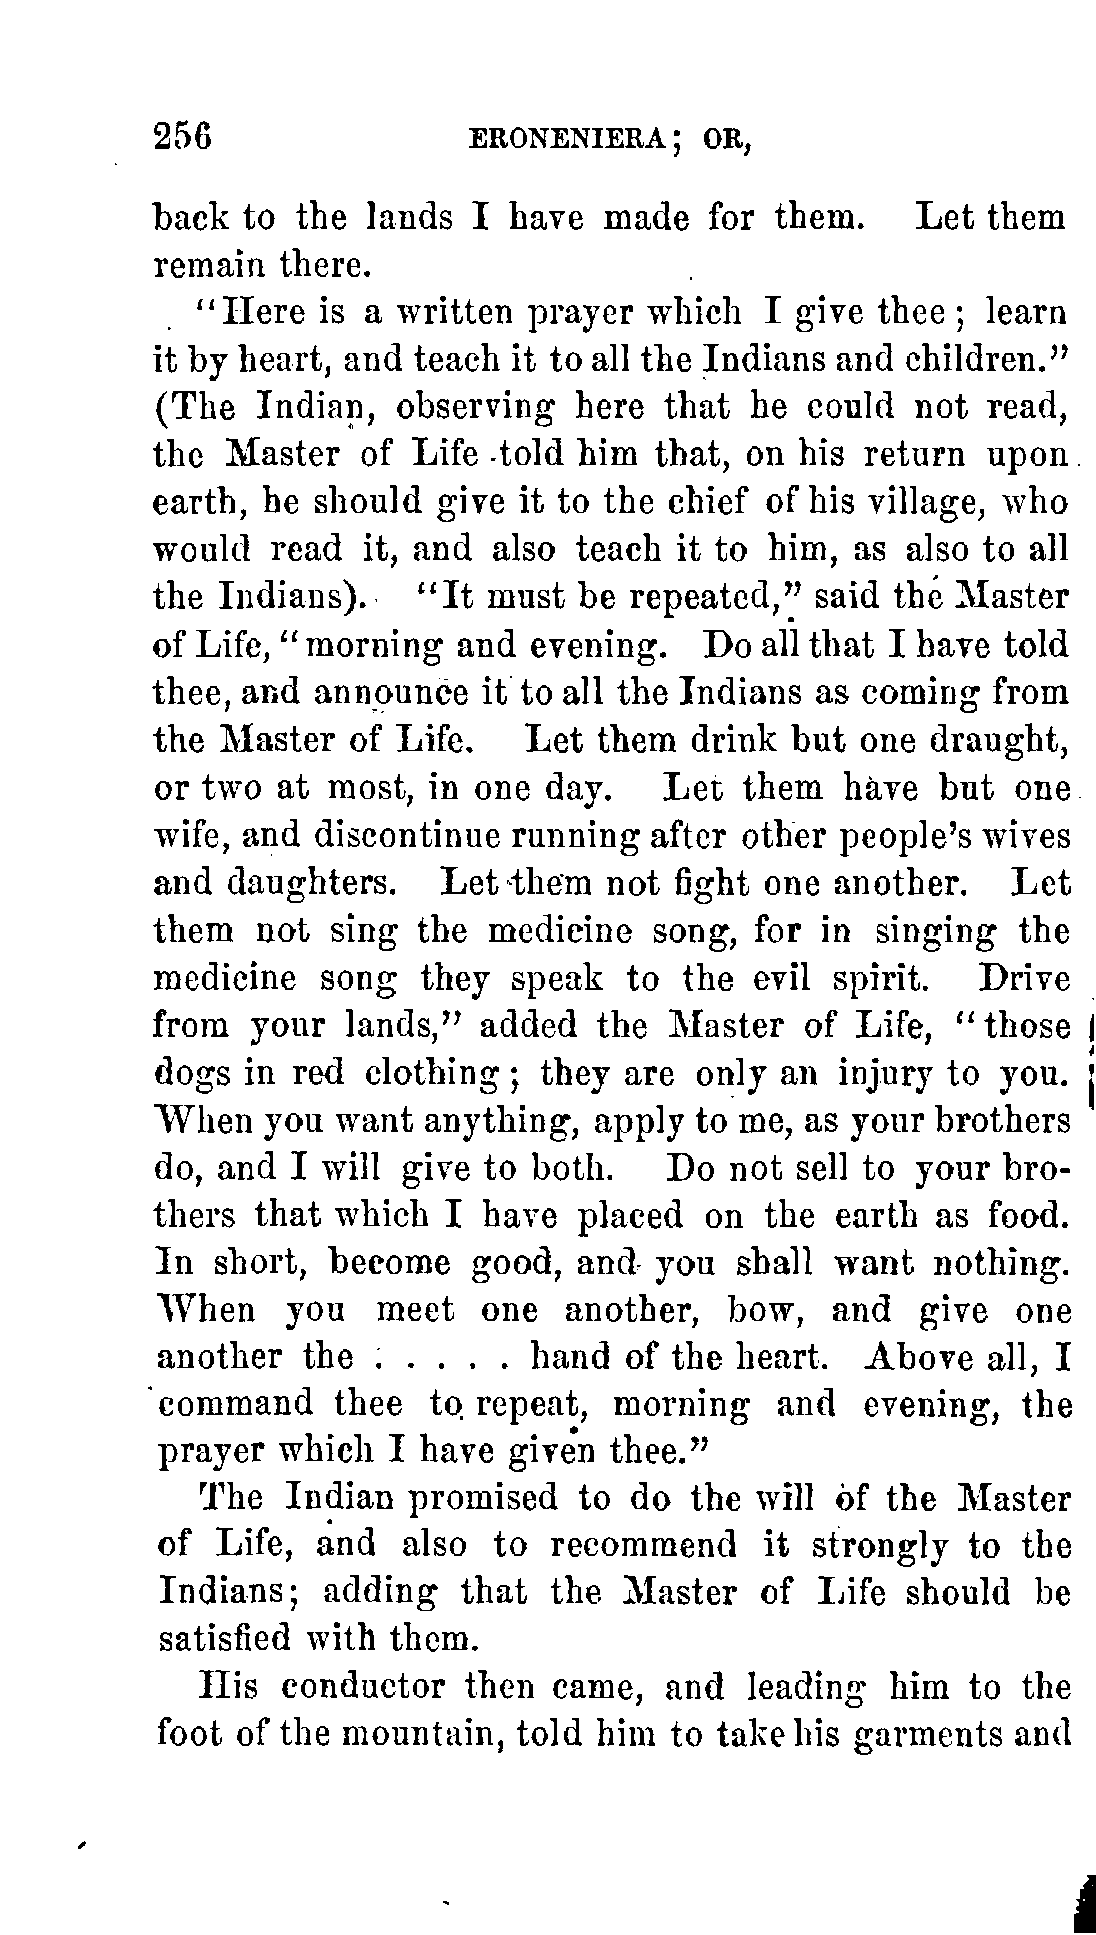 256 ERONENIERA; OR,
back to the lands I have made for them. Let them
remain there.
"Here is a written prayer which I give thee; learn
it by heart, and teach it to all the Indians and children."
(The Indian, observing here that he could not read,
the Master of Life told him that, on his return upon
earth, he should give it to the chief of his village, who
would read it, and also teach it to him, as also to all
the Indians). "It must be repeated," said the Master
of Life, "morning and evening. Do all that I have told
thee, and announce it to all the Indians as coming from
the Master of Life. Let them drink but one draught,
or two at most, in one day. Let them have but one
wife, and discontinue running after other people's wives
and daughters. Let them not fight one another. Let
them not sing the medicine song, for in singing the
medicine song they speak to the evil spirit. Drive
from your lands," added the Master of Life, "those
dogs in red clothing; they are only an injury to you.
When you want anything, apply to me, as your brothers
do, and I will give to both. Do not sell to your bro-
thers that which I have placed on the earth as food.
In short, become good, and you shall want nothing.
When you meet one another, bow, and give one
another the . . . . . hand of the heart. Above all, I
command thee to repeat, morning and evening, the
prayer which I have given thee."
The Indian promised to do the will of the Master
of Life, and also to recommend it strongly to the
Indians; adding that the Master of Life should be
satisfied with them.
His conductor then came, and leading him to the
foot of the mountain, told him to take his garments and